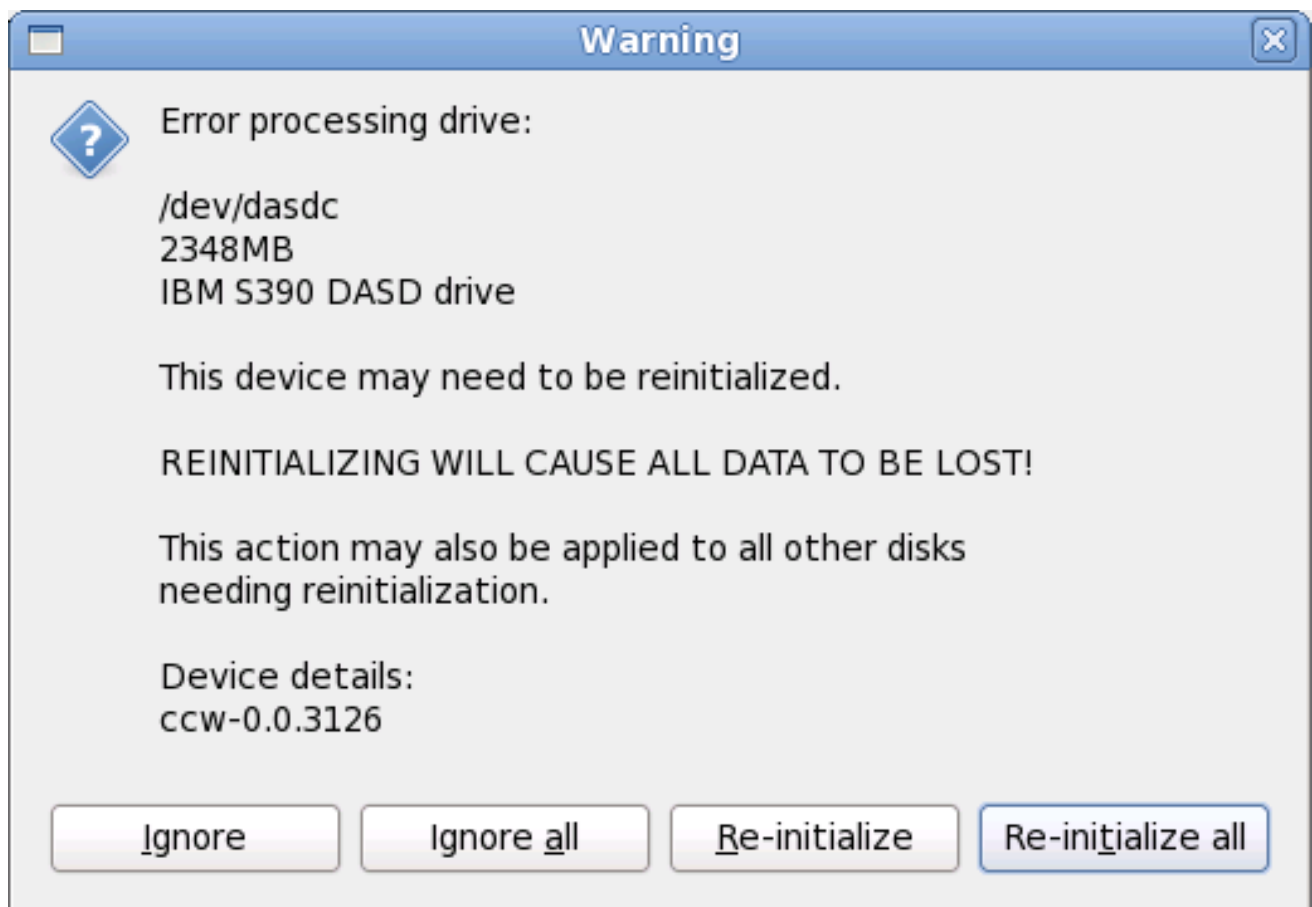 Warning
Error processing drive:
/dev/dasdc
2348MB
IBM S390 DASD drive
This device may need to be reinitialized.
REINITIALIZING WILL CAUSE ALL DATA TO BE LOST!
This action may also be applied to all other disks
needing reinitialization.
Device details:
ccw-0.0.3126
Ignore
Ignore all
Re-initialize
Re-initialize all